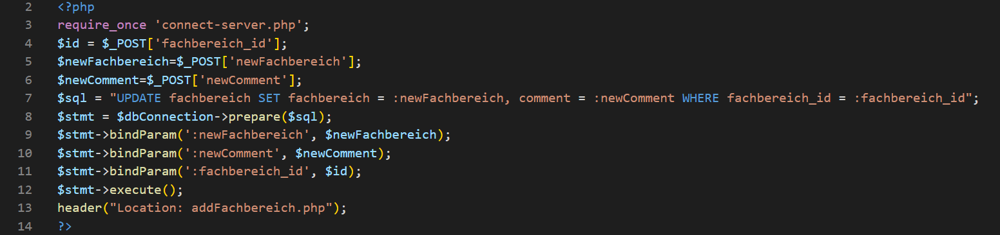 2 <?php
3 require_once 'connect-server.php';
4 $id = $_POST['fachbereich_id'];
5 $newFachbereich=$_POST['newFachbereich'];
6 $newComment=$_POST['newComment'];
7 $sql = "UPDATE fachbereich SET fachbereich = :newFachbereich, comment = :newComment WHERE fachbereich_id = :fachbereich_id";
8 $stmt = $dbConnection->prepare($sql);
9 $stmt->bindParam(':newFachbereich', $newFachbereich);
10 $stmt->bindParam(':newComment', $newComment);
11 $stmt->bindParam(':fachbereich_id', $id);
12 $stmt->execute();
13 header("Location: addFachbereich.php");
14 ?>